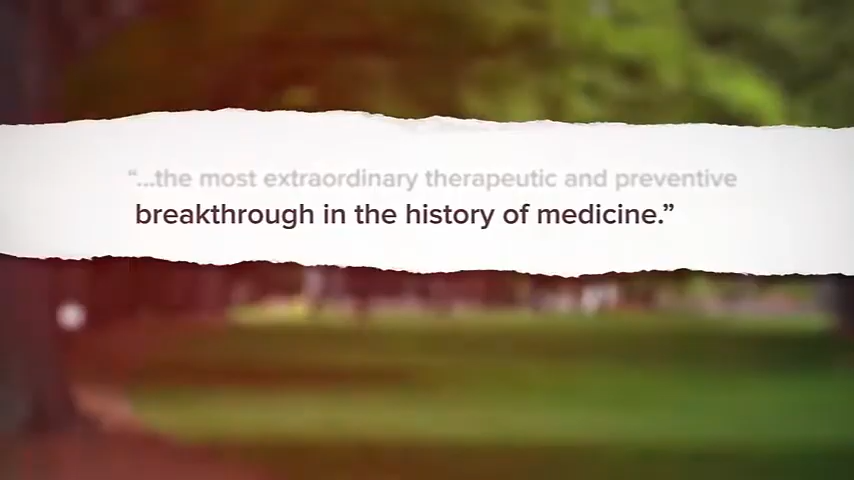 “...the most extraordinary therapeutic and preventive
breakthrough in the history of medicine.”